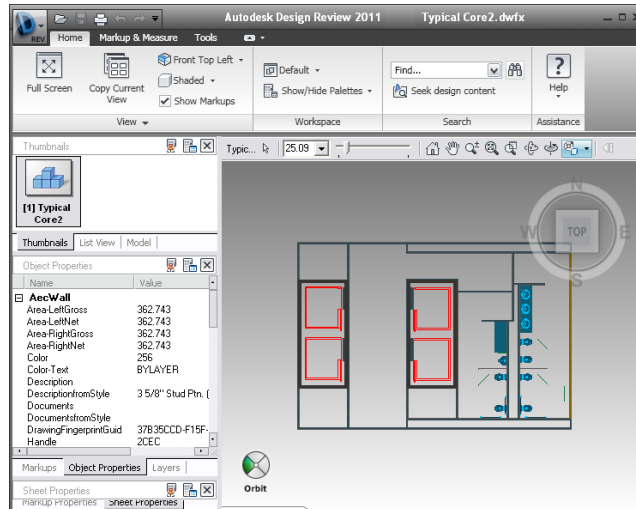 Autodesk Design Review 2011 Typical Core2.dwfx
REV Home Markup & Measure Tools
Full Screen
Copy Current View
Front Top Left
Shaded
Show Markups
View
Default
Show/Hide Palettes
Workspace
Find...
Seek design content
Search
Help
Assistance
Thumbnails
[1] Typical
Core2
Thumbnails List View Model
Object Properties
Name Value
AecWall
Area-LeftGross 362.743
Area-LeftNet 362.743
Area-RightGross 362.743
Area-RightNet 362.743
Color 256
Color-Text BYLAYER
Description
DescriptionfromStyle 3 5/8" Stud Ptn. (
Documents
DocumentsfromStyle
DrawingFingerprintGuid 37B35CCD-F15F-
Handle 2CEC
Markups Object Properties Layers
Sheet Properties
Markup Properties Sheet Properties
Typic... 25.09
N
W TOP E
S
Orbit